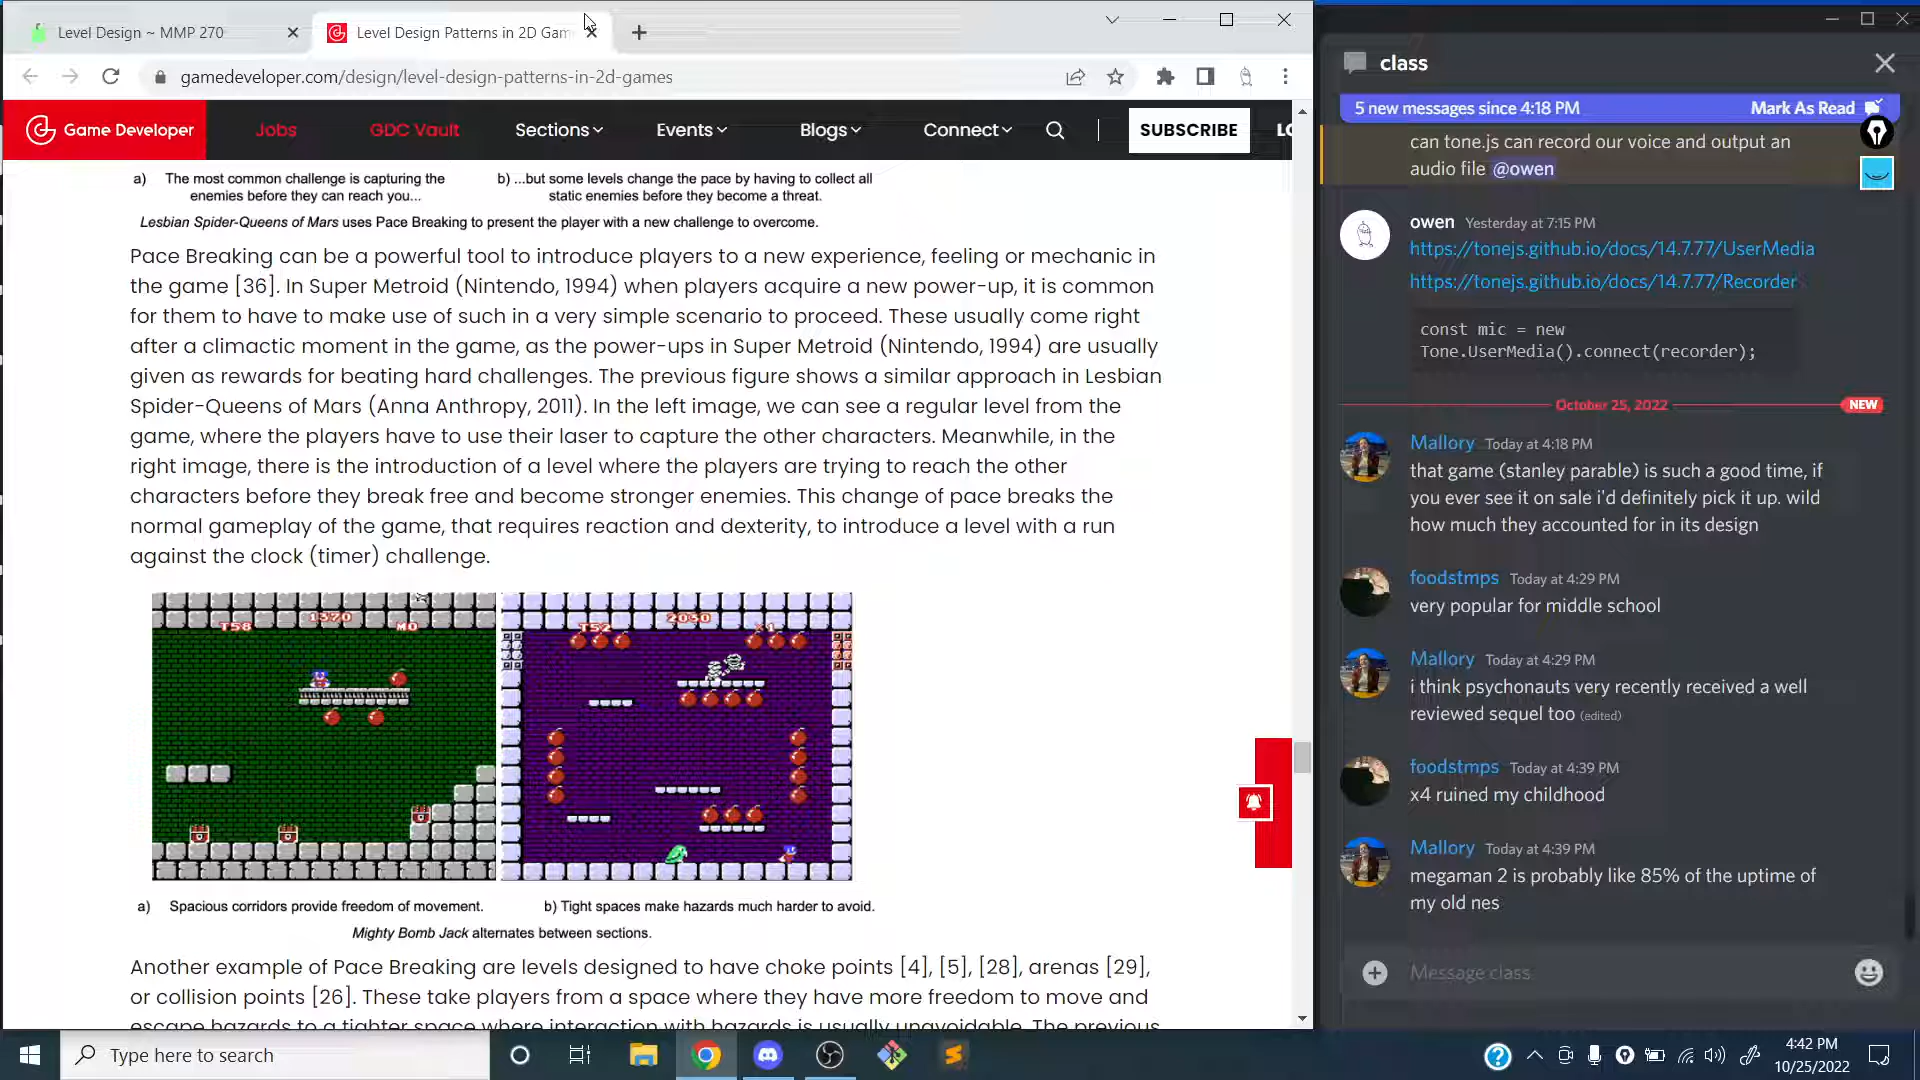 Level Design ~ MMP 270
Level Design Patterns in 2D Gam
gamedeveloper.com/design/level-design-patterns-in-2d-games
Game Developer
Jobs
GDC Vault
Sections
Events
Blogs
Connect
SUBSCRIBE
LO
a) The most common challenge is capturing the
enemies before they can reach you...
b) ...but some levels change the pace by having to collect all
static enemies before they become a threat.
Lesbian Spider-Queens of Mars uses Pace Breaking to present the player with a new challenge to overcome.
Pace Breaking can be a powerful tool to introduce players to a new experience, feeling or mechanic in
the game [36]. In Super Metroid (Nintendo, 1994) when players acquire a new power-up, it is common
for them to have to make use of such in a very simple scenario to proceed. These usually come right
after a climactic moment in the game, as the power-ups in Super Metroid (Nintendo, 1994) are usually
given as rewards for beating hard challenges. The previous figure shows a similar approach in Lesbian
Spider-Queens of Mars (Anna Anthropy, 2011). In the left image, we can see a regular level from the
game, where the players have to use their laser to capture the other characters. Meanwhile, in the
right image, there is the introduction of a level where the players are trying to reach the other
characters before they break free and become stronger enemies. This change of pace breaks the
normal gameplay of the game, that requires reaction and dexterity, to introduce a level with a run
against the clock (timer) challenge.
T58 1370 M0
T52 2050 X1
a) Spacious corridors provide freedom of movement.
b) Tight spaces make hazards much harder to avoid.
Mighty Bomb Jack alternates between sections.
Another example of Pace Breaking are levels designed to have choke points [4], [5], [28], arenas [29],
or collision points [26]. These take players from a space where they have more freedom to move and
escape hazards to a tighter space where interaction with hazards is usually unavoidable. The previous
class
5 new messages since 4:18 PM
Mark As Read
can tone.js can record our voice and output an
audio file @owen
owen Yesterday at 7:15 PM
https://tonejs.github.io/docs/14.7.77/UserMedia
https://tonejs.github.io/docs/14.7.77/Recorder
const mic = new
Tone.UserMedia().connect(recorder);
October 25, 2022
NEW
Mallory Today at 4:18 PM
that game (stanley parable) is such a good time, if
you ever see it on sale i'd definitely pick it up. wild
how much they accounted for in its design
foodstmps Today at 4:29 PM
very popular for middle school
Mallory Today at 4:29 PM
i think psychonauts very recently received a well
reviewed sequel too (edited)
foodstmps Today at 4:39 PM
x4 ruined my childhood
Mallory Today at 4:39 PM
megaman 2 is probably like 85% of the uptime of
my old nes
Message class
Type here to search
4:42 PM
10/25/2022